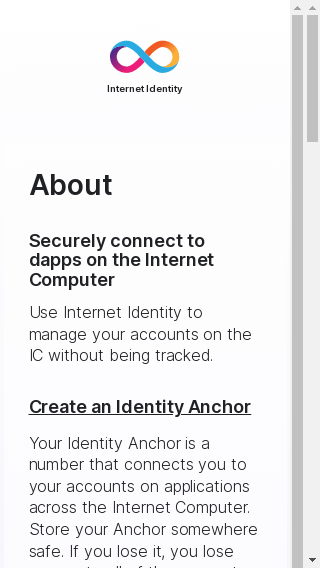 Internet Identity
About
Securely connect to
dapps on the Internet
Computer
Use Internet Identity to
manage your accounts on the
IC without being tracked.
Create an Identity Anchor
Your Identity Anchor is a
number that connects you to
your accounts on applications
across the Internet Computer.
Store your Anchor somewhere
safe. If you lose it, you lose